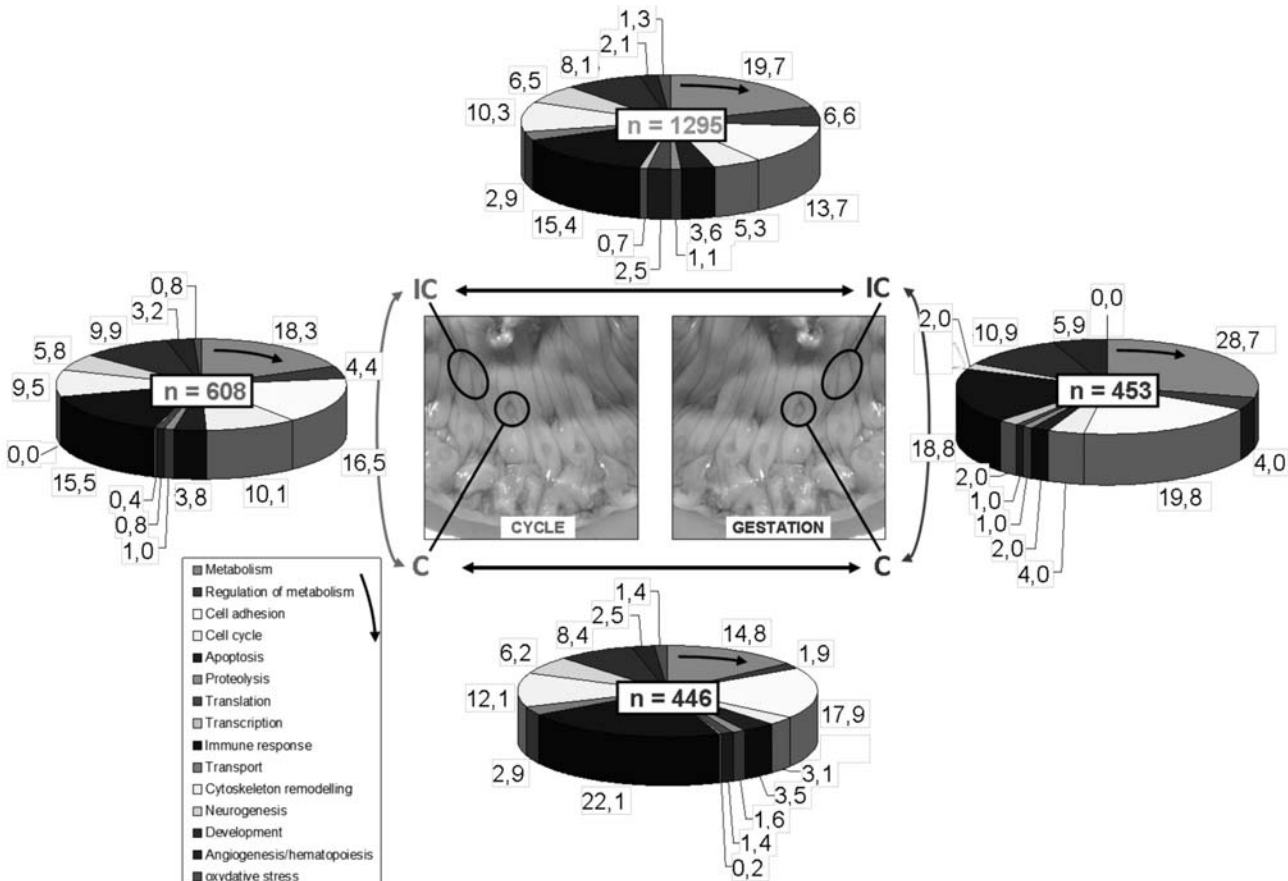 1,3
2,1
8,1
19,7
6,5
6,6
10,3
n = 1295
2,9
13,7
15,4
5,3
3,6
0,7
1,1
2,5
IC
IC
0,8
3,2
9,9
18,3
5,8
4,4
9,5
n = 608
0,0
16,5
15,5
10,1
0,4
3,8
0,8
1,0
0,0
2,0
10,9
5,9
28,7
n = 453
18,8
4,0
2,0
19,8
1,0
1,0
2,0
4,0
CYCLE
GESTATION
C
C
Metabolism
Regulation of metabolism
Cell adhesion
Cell cycle
Apoptosis
Proteolysis
Translation
Transcription
Immune response
Transport
Cytoskeleton remodelling
Neurogenesis
Development
Angiogenesis/hematopoiesis
oxydative stress
1,4
2,5
8,4
14,8
6,2
1,9
12,1
n = 446
17,9
2,9
3,1
22,1
3,5
1,6
1,4
0,2